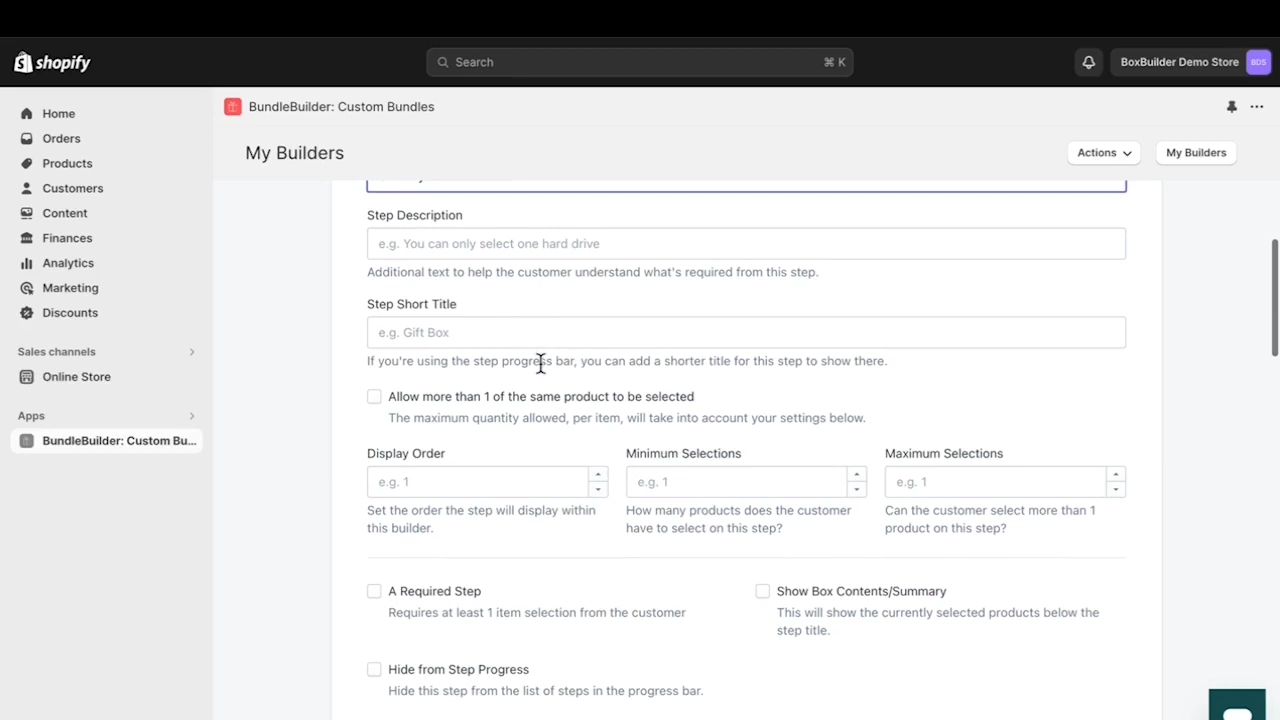 shopify
Search
⌘ K
BoxBuilder Demo Store
BDS
Home
Orders
Products
Customers
Content
Finances
Analytics
Marketing
Discounts
Sales channels
Online Store
Apps
BundleBuilder: Custom Bu...
BundleBuilder: Custom Bundles
My Builders
Actions
My Builders
Step Description
e.g. You can only select one hard drive
Additional text to help the customer understand what's required from this step.
Step Short Title
e.g. Gift Box
If you're using the step progress bar, you can add a shorter title for this step to show there.
Allow more than 1 of the same product to be selected
The maximum quantity allowed, per item, will take into account your settings below.
Display Order
e.g. 1
Set the order the step will display within
this builder.
Minimum Selections
e.g. 1
How many products does the customer
have to select on this step?
Maximum Selections
e.g. 1
Can the customer select more than 1
product on this step?
A Required Step
Requires at least 1 item selection from the customer
Show Box Contents/Summary
This will show the currently selected products below the
step title.
Hide from Step Progress
Hide this step from the list of steps in the progress bar.